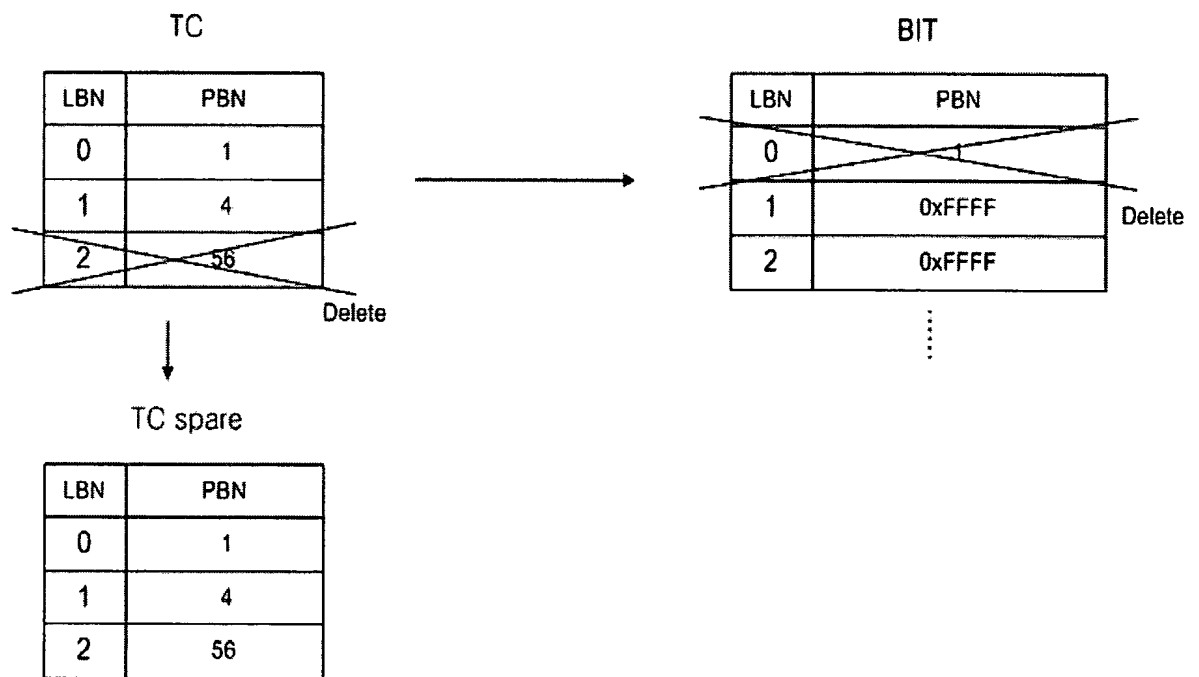 TC
LBN PBN
0 1
1 4
2 56
Delete
TC spare
LBN PBN
0 1
1 4
2 56
BIT
LBN PBN
0 1
1 0xFFFF
2 0xFFFF
Delete